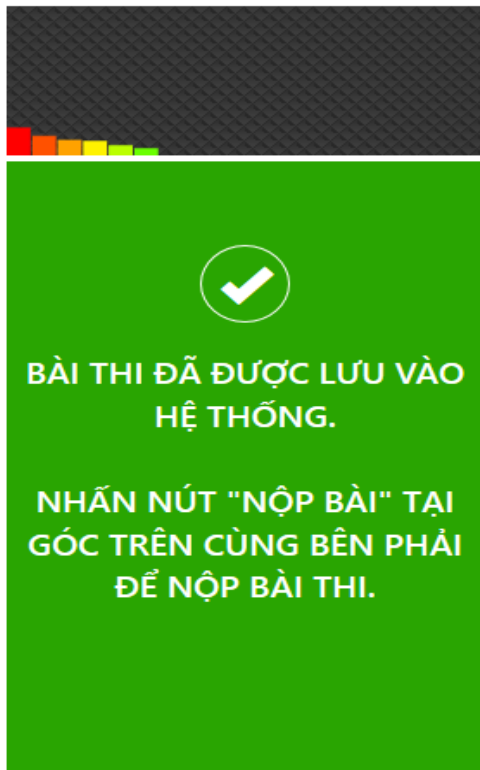 BÀI THI ĐÃ ĐƯỢC LƯU VÀO
HỆ THỐNG.
NHẤN NÚT "NỘP BÀI" TẠI
GÓC TRÊN CÙNG BÊN PHẢI
ĐỂ NỘP BÀI THI.